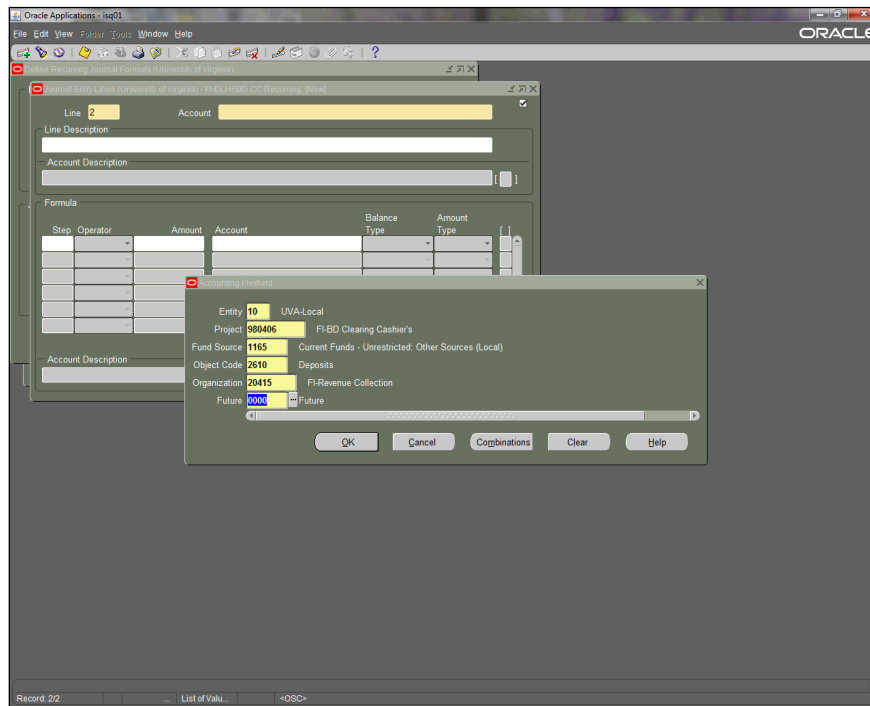 Oracle Applications - isq01
File Edit View Folder Tools Window Help
ORACLE
Define Recurring Journal Formula (University of Virginia)
Journal Entry Lines (University of Virginia) - FI-DLH5BD CC Recurring, [New]
Line 2 Account
Line Description
Account Description
[ ]
Formula
Balance Amount
Step Operator Amount Account Type Type [ ]
Accounting Flexfield
Entity 10 UVA-Local
Project 980406 FI-BD Clearing Cashier's
Fund Source 1165 Current Funds - Unrestricted: Other Sources (Local)
Object Code 2610 Deposits
Organization 20415 FI-Revenue Collection
Future 0000 ... Future
Account Description
OK Cancel Combinations Clear Help
Record: 2/2 ... List of Valu... <OSC>